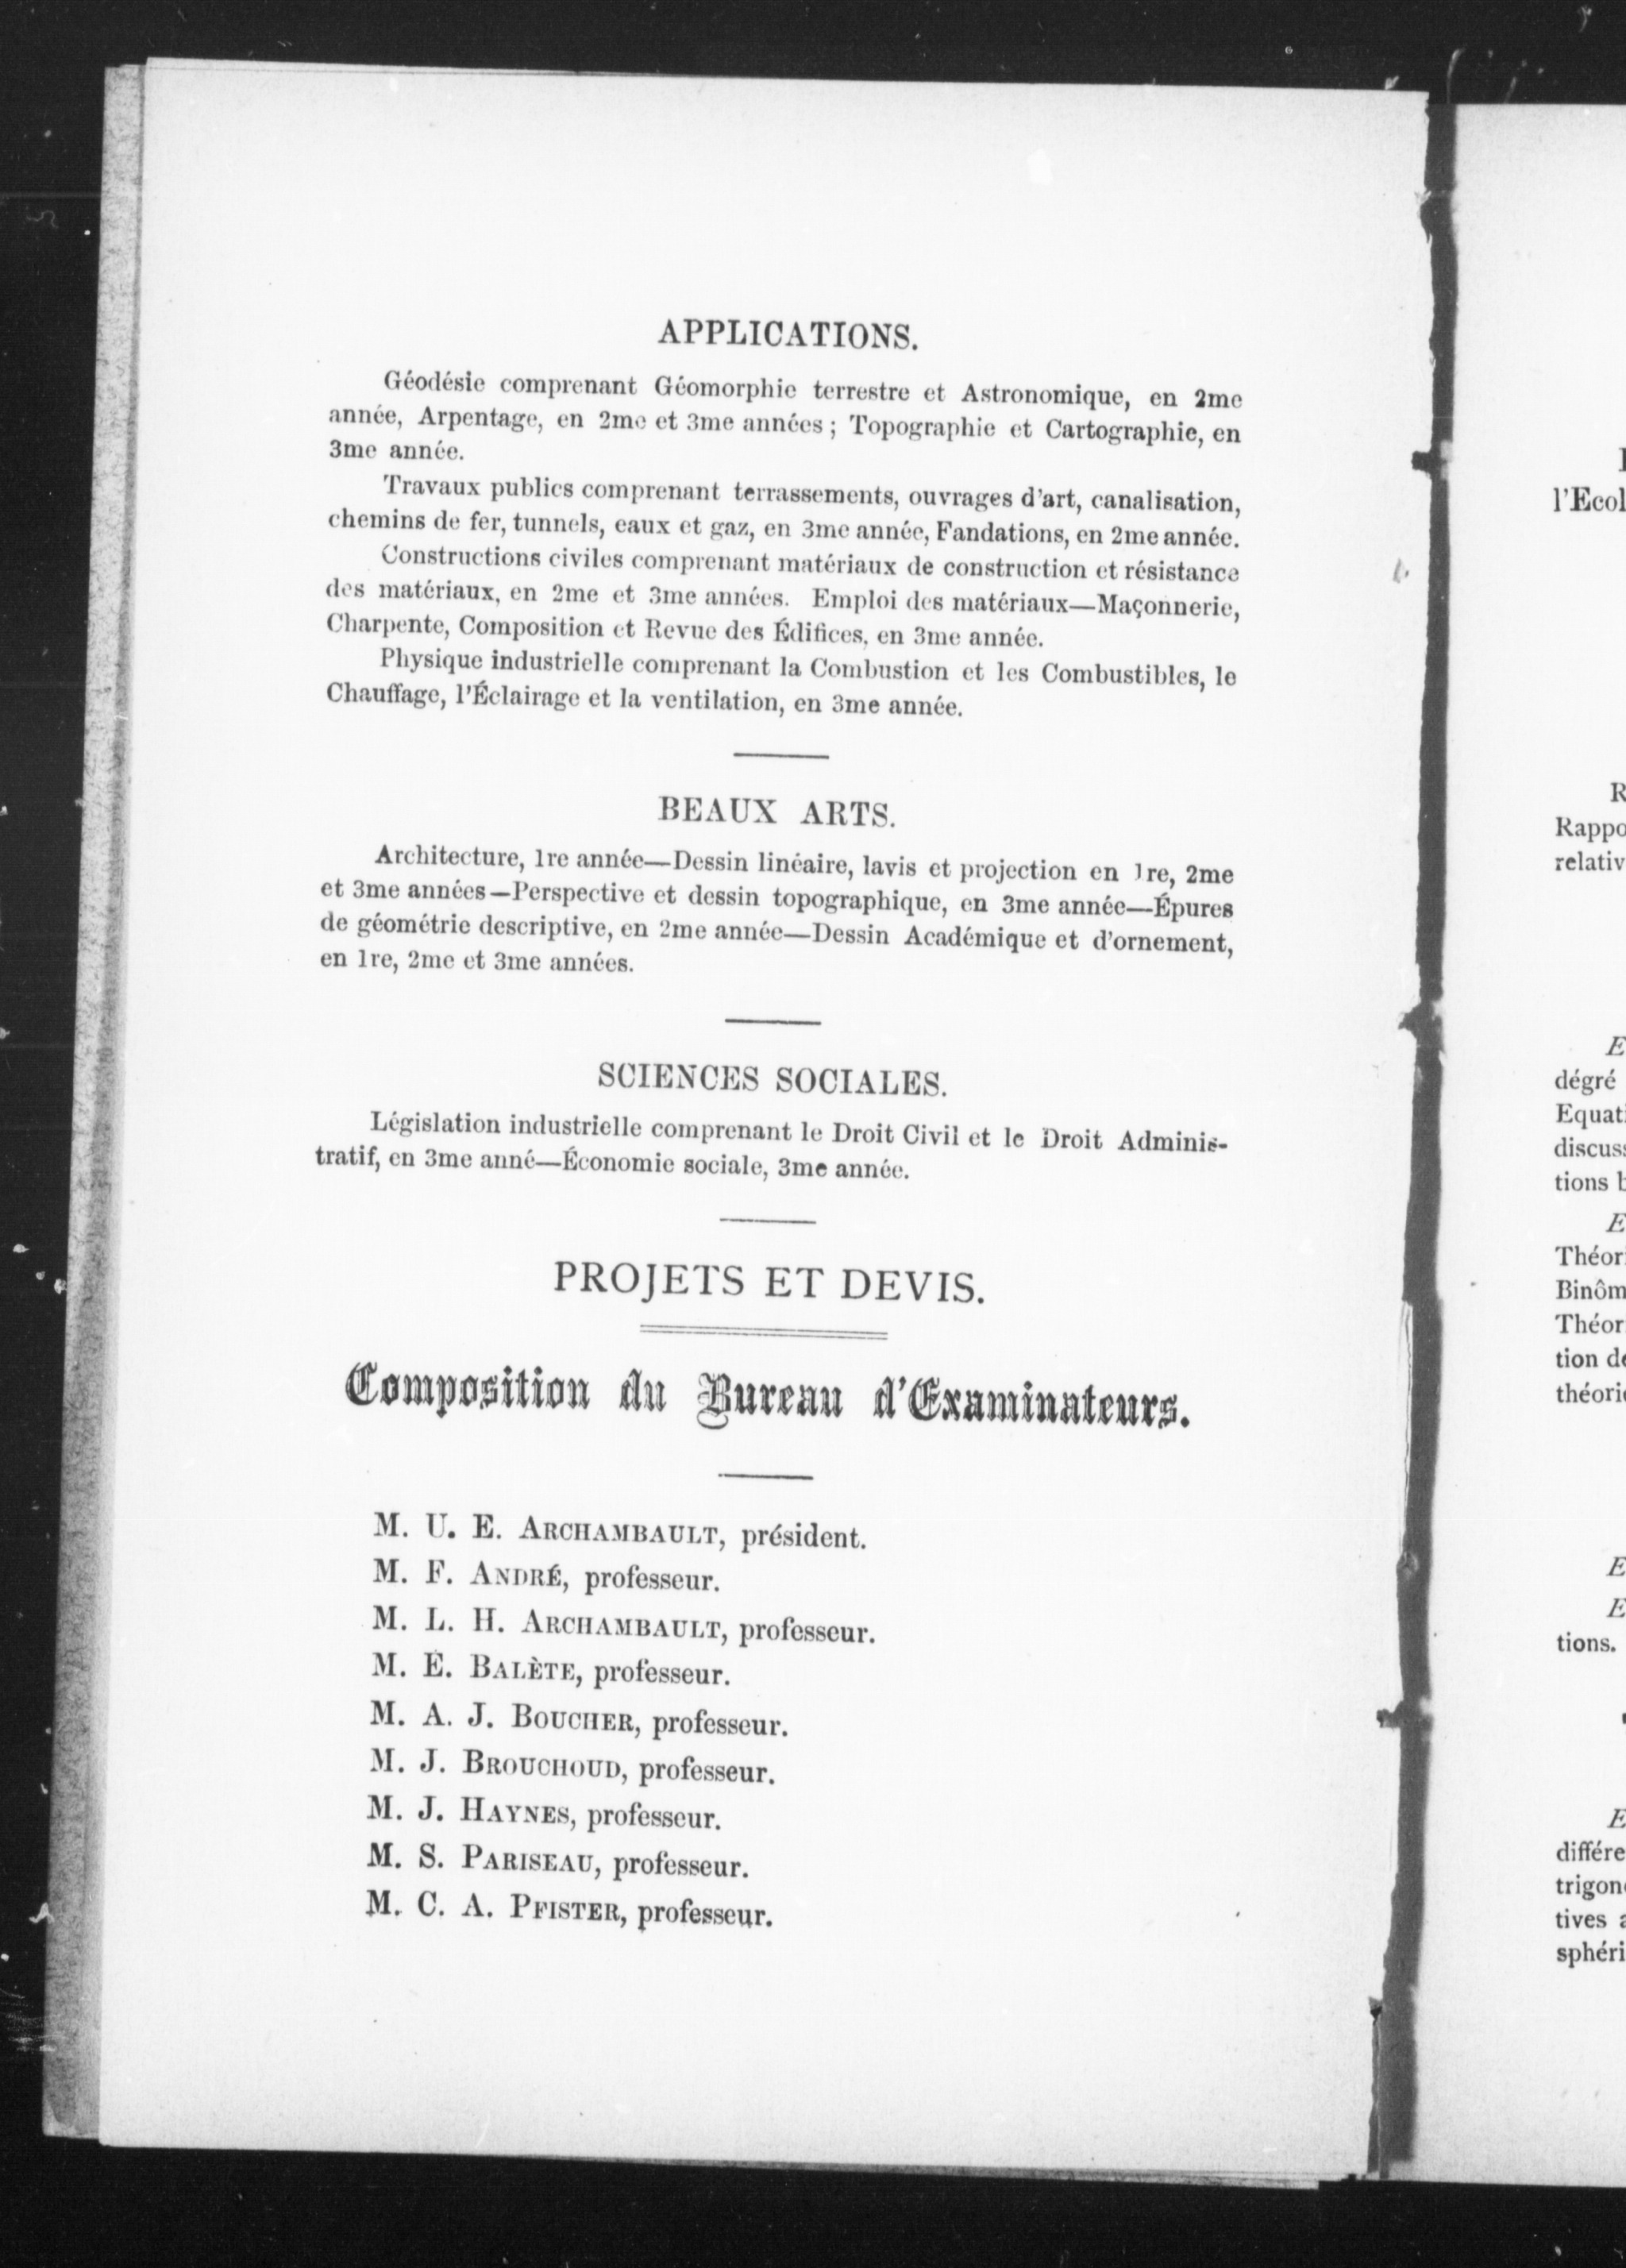 APPLICATIONS.
Géodésie comprenant Géomorphie terrestre et Astronomique, en 2me
année, Arpentage, en 2me et 3me années ; Topographie et Cartographie, en
3me année.
Travaux publics comprenant terrassements, ouvrages d'art, canalisation,
chemins de fer, tunnels, eaux et gaz, en 3me année, Fandations, en 2me année.
Constructions civiles comprenant matériaux de construction et résistance
des matériaux, en 2me et 3me années. Emploi des matériaux—Maçonnerie,
Charpente, Composition et Revue des Édifices, en 3me année.
Physique industrielle comprenant la Combustion et les Combustibles, le
Chauffage, l'Éclairage et la ventilation, en 3me année.
BEAUX ARTS.
Architecture, 1re année—Dessin linéaire, lavis et projection en 1re, 2me
et 3me années—Perspective et dessin topographique, en 3me année—Épures
de géométrie descriptive, en 2me année—Dessin Académique et d'ornement,
en 1re, 2me et 3me années.
SCIENCES SOCIALES.
Législation industrielle comprenant le Droit Civil et le Droit Adminis-
tratif, en 3me anné—Économie sociale, 3me année.
PROJETS ET DEVIS.
Composition du Bureau d'Examinateurs.
M. U. E. ARCHAMBAULT, président.
M. F. ANDRÉ, professeur.
M. L. H. ARCHAMBAULT, professeur.
M. E. BALÈTE, professeur.
M. A. J. BOUCHER, professeur.
M. J. BROUCHOUD, professeur.
M. J. HAYNES, professeur.
M. S. PARISEAU, professeur.
M. C. A. PFISTER, professeur.
l'Ecol
R
Rappo
relativ
E
dégré
Equati
discuss
tions b
E
Théori
Binôm
Théor
tion de
théorie
E
E
tions.
E
différe
trigono
tives a
sphéri